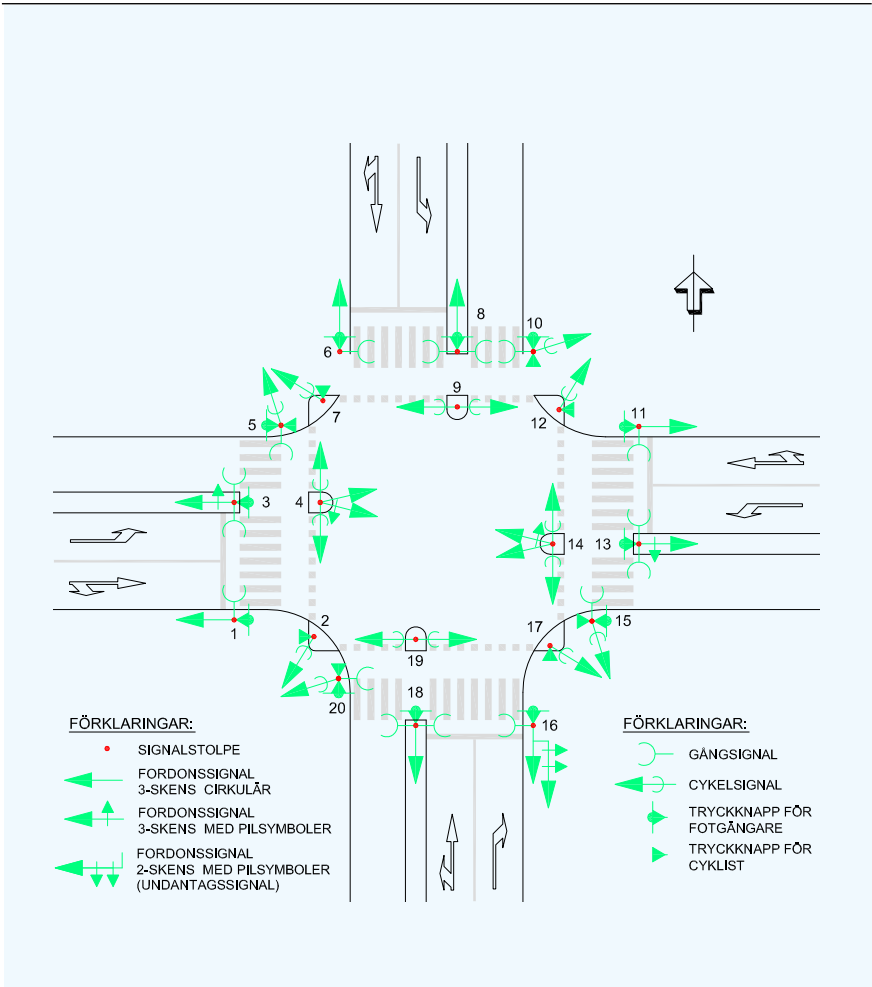 8
10
6
9
7
5
12
11
3
4
14
13
1
2
17
15
19
20
18
16
FÖRKLARINGAR:
SIGNALSTOLPE
FORDONSSIGNAL
3-SKENS CIRKULÄR
FORDONSSIGNAL
3-SKENS MED PILSYMBOLER
FORDONSSIGNAL
2-SKENS MED PILSYMBOLER
(UNDANTAGSSIGNAL)
FÖRKLARINGAR:
GÅNGSIGNAL
CYKELSIGNAL
TRYCKKNAPP FÖR
FOTGÄNGARE
TRYCKKNAPP FÖR
CYKLIST